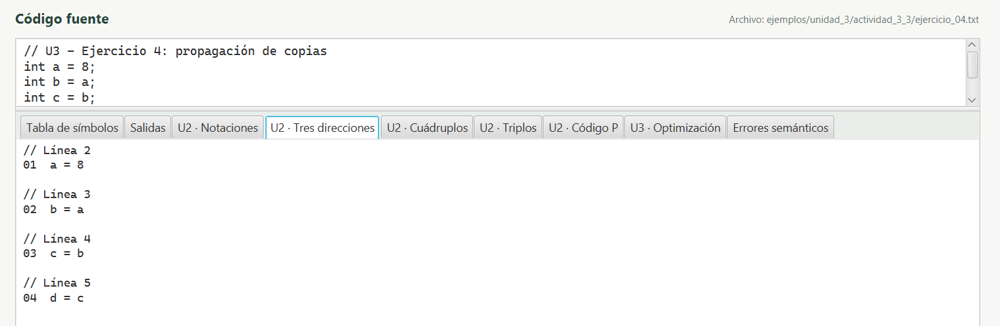 Código fuente
Archivo: ejemplos/unidad_3/actividad_3_3/ejercicio_04.txt
// U3 – Ejercicio 4: propagación de copias
int a = 8;
int b = a;
int c = b;
Tabla de símbolos
Salidas
U2 · Notaciones
U2 · Tres direcciones
U2 · Cuádruplos
U2 · Triplos
U2 · Código P
U3 · Optimización
Errores semánticos
// Línea 2
01  a = 8
// Línea 3
02  b = a
// Línea 4
03  c = b
// Línea 5
04  d = c